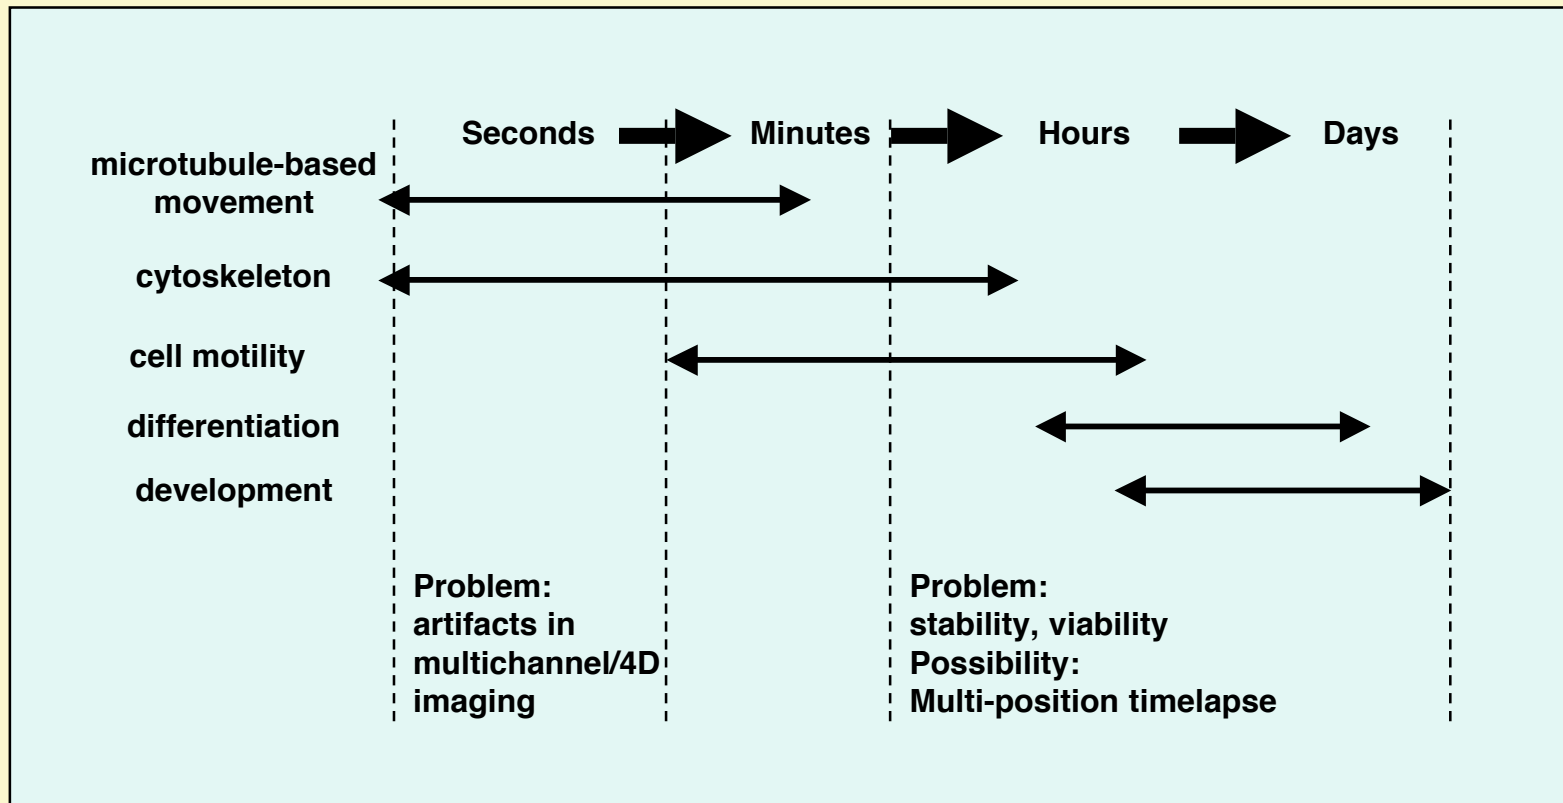 Seconds Minutes Hours Days
microtubule-based
movement
cytoskeleton
cell motility
differentiation
development
Problem:
artifacts in
multichannel/4D
imaging
Problem:
stability, viability
Possibility:
Multi-position timelapse